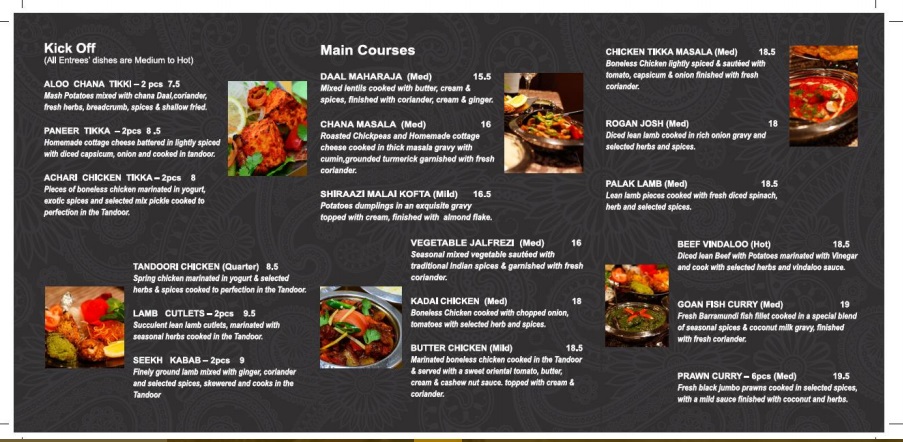 Kick Off
(All Entrees' dishes are Medium to Hot)
ALOO CHANA TIKKI – 2 pcs 7.5
Mash Potatoes mixed with chana Daal,coriander,
fresh herbs, breadcrumb, spices & shallow fried.
PANEER TIKKA – 2pcs 8 .5
Homemade cottage cheese battered in lightly spiced
with diced capsicum, onion and cooked in tandoor.
ACHARI CHICKEN TIKKA – 2pc 8
Pieces of boneless chicken marinated in yogurt,
exotic spices and selected mix pickle cooked to
perfection in the Tandoor.
TANDOORI CHICKEN (Quarter) 8.5
Spring chicken marinated in yogurt & selected
herbs & spices cooked to perfection in the Tandoor.
LAMB CUTLETS – 2pcs 9.5
Succulent lean lamb cutlets, marinated with
seasonal herbs cooked in the Tandoor.
SEEKH KABAB – 2pcs 9
Finely ground lamb mixed with ginger, coriander
and selected spices, skewered and cooks in the
Tandoor
Main Courses
DAAL MAHARAJA (Med) 15.5
Mixed lentils cooked with butter, cream &
spices, finished with coriander, cream & ginger.
CHANA MASALA (Med) 16
Roasted Chickpeas and Homemade cottage
cheese cooked in thick masala gravy with
cumin,grounded turmerick garnished with fresh
coriander.
SHIRAAZI MALAI KOFTA (Mild) 16.5
Potatoes dumplings in an exquisite gravy
topped with cream, finished with almond flake.
VEGETABLE JALFREZI (Med) 16
Seasonal mixed vegetable sautéed with
traditional Indian spices & garnished with fresh
coriander.
KADAI CHICKEN (Med) 18
Boneless Chicken cooked with chopped onion,
tomatoes with selected herb and spices.
BUTTER CHICKEN (Mild) 18.5
Marinated boneless chicken cooked in the Tandoor
& served with a sweet oriental tomato, butter,
cream & cashew nut sauce. topped with cream &
coriander.
CHICKEN TIKKA MASALA (Med) 18.5
Boneless Chicken lightly spiced & sautéed with
tomato, capsicum & onion finished with fresh
coriander.
ROGAN JOSH (Med) 18
Diced lean lamb cooked in rich onion gravy and
selected herbs and spices.
PALAK LAMB (Med) 18.5
Lean lamb pieces cooked with fresh diced spinach,
herb and selected spices.
BEEF VINDALOO (Hot) 18.5
Diced lean Beef with Potatoes marinated with Vinegar
and cook with selected herbs and vindaloo sauce.
GOAN FISH CURRY (Med) 19
Fresh Barramundi fish fillet cooked in a special blend
of seasonal spices & coconut milk gravy, finished
with fresh coriander.
PRAWN CURRY – 6pcs (Med) 19.5
Fresh black jumbo prawns cooked in selected spices,
with a mild sauce finished with coconut and herbs.